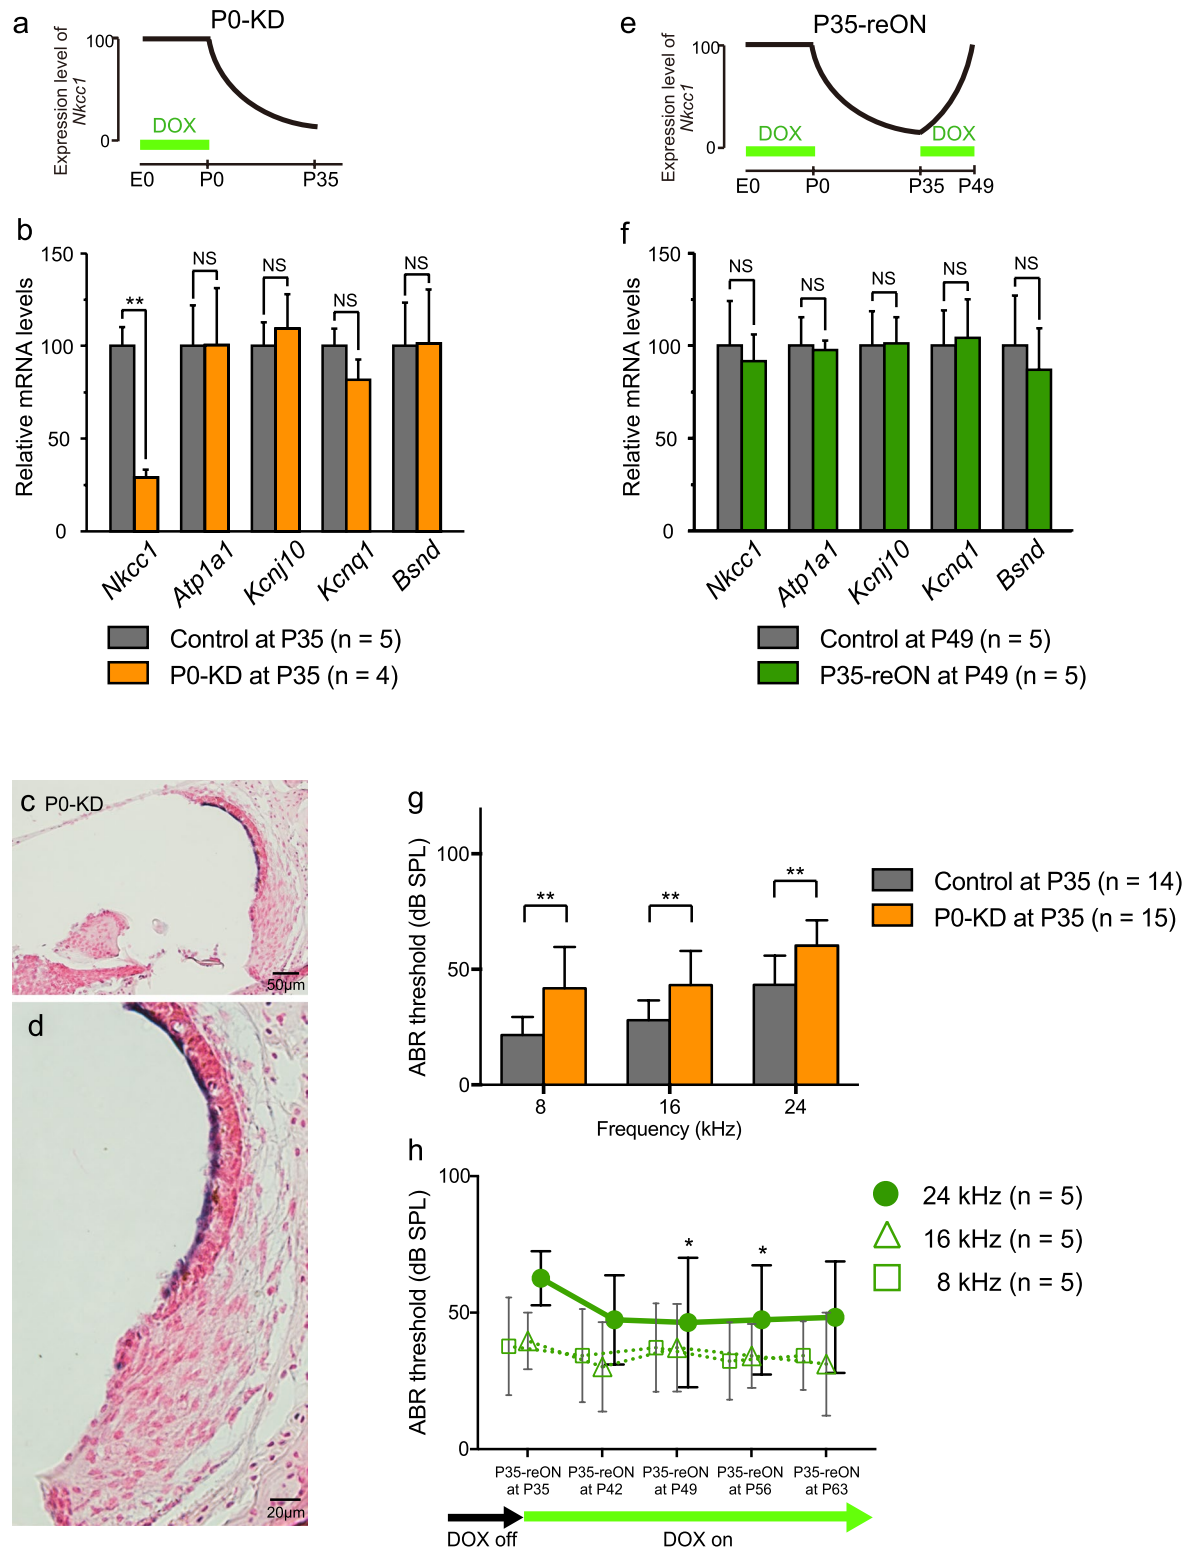 a
P0-KD
Expression level of
Nkcc1
100
0
DOX
E0 P0 P35
e
P35-reON
Expression level of
Nkcc1
100
0
DOX DOX
E0 P0 P35 P49
b
Relative mRNA levels
150
100
50
0
** NS NS NS NS
Nkcc1 Atp1a1 Kcnj10 Kcnq1 Bsnd
Control at P35 (n = 5)
P0-KD at P35 (n = 4)
f
Relative mRNA levels
150
100
50
0
NS NS NS NS NS
Nkcc1 Atp1a1 Kcnj10 Kcnq1 Bsnd
Control at P49 (n = 5)
P35-reON at P49 (n = 5)
c P0-KD
50μm
d
20μm
g
ABR threshold (dB SPL)
100
50
0
** ** **
8 16 24
Frequency (kHz)
Control at P35 (n = 14)
P0-KD at P35 (n = 15)
h
ABR threshold (dB SPL)
100
50
0
* *
24 kHz (n = 5)
16 kHz (n = 5)
8 kHz (n = 5)
P35-reON P35-reON P35-reON P35-reON P35-reON
at P35 at P42 at P49 at P56 at P63
DOX off DOX on